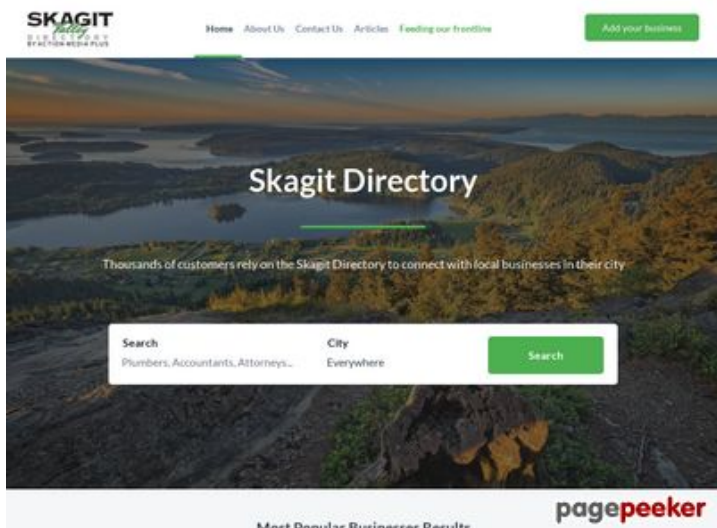 SKAGIT
Valley
DIRECTORY
BY ACTION MEDIA PLUS
Home About Us Contact Us Articles Feeding our frontline
Add your business
Skagit Directory
Thousands of customers rely on the Skagit Directory to connect with local businesses in their city
Search City
Plumbers, Accountants, Attorneys... Everywhere
Search
Most Popular Businesses Results
pagepeeker